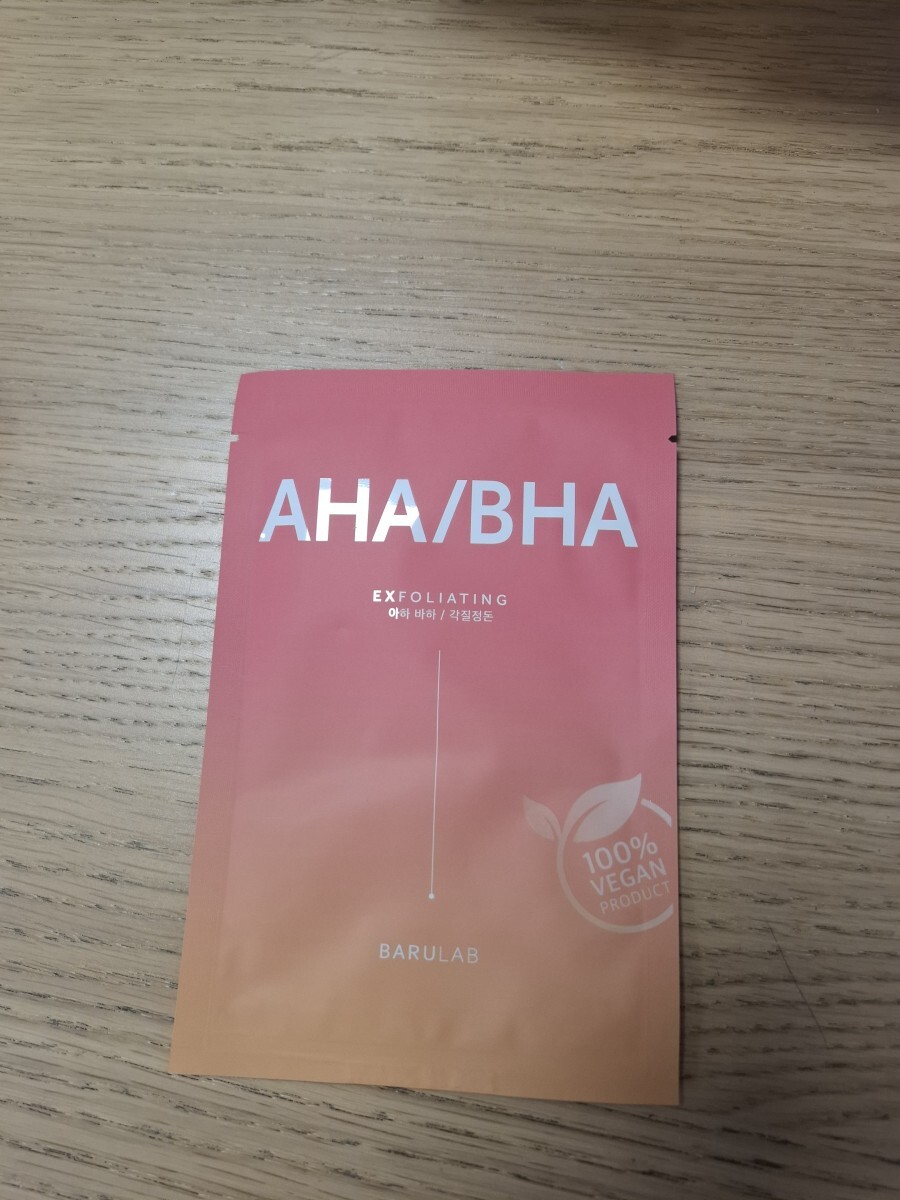 AHA/BHA
EXFOLIATING
아하 바하 / 각질정돈
100%
VEGAN
PRODUCT
BARULAB